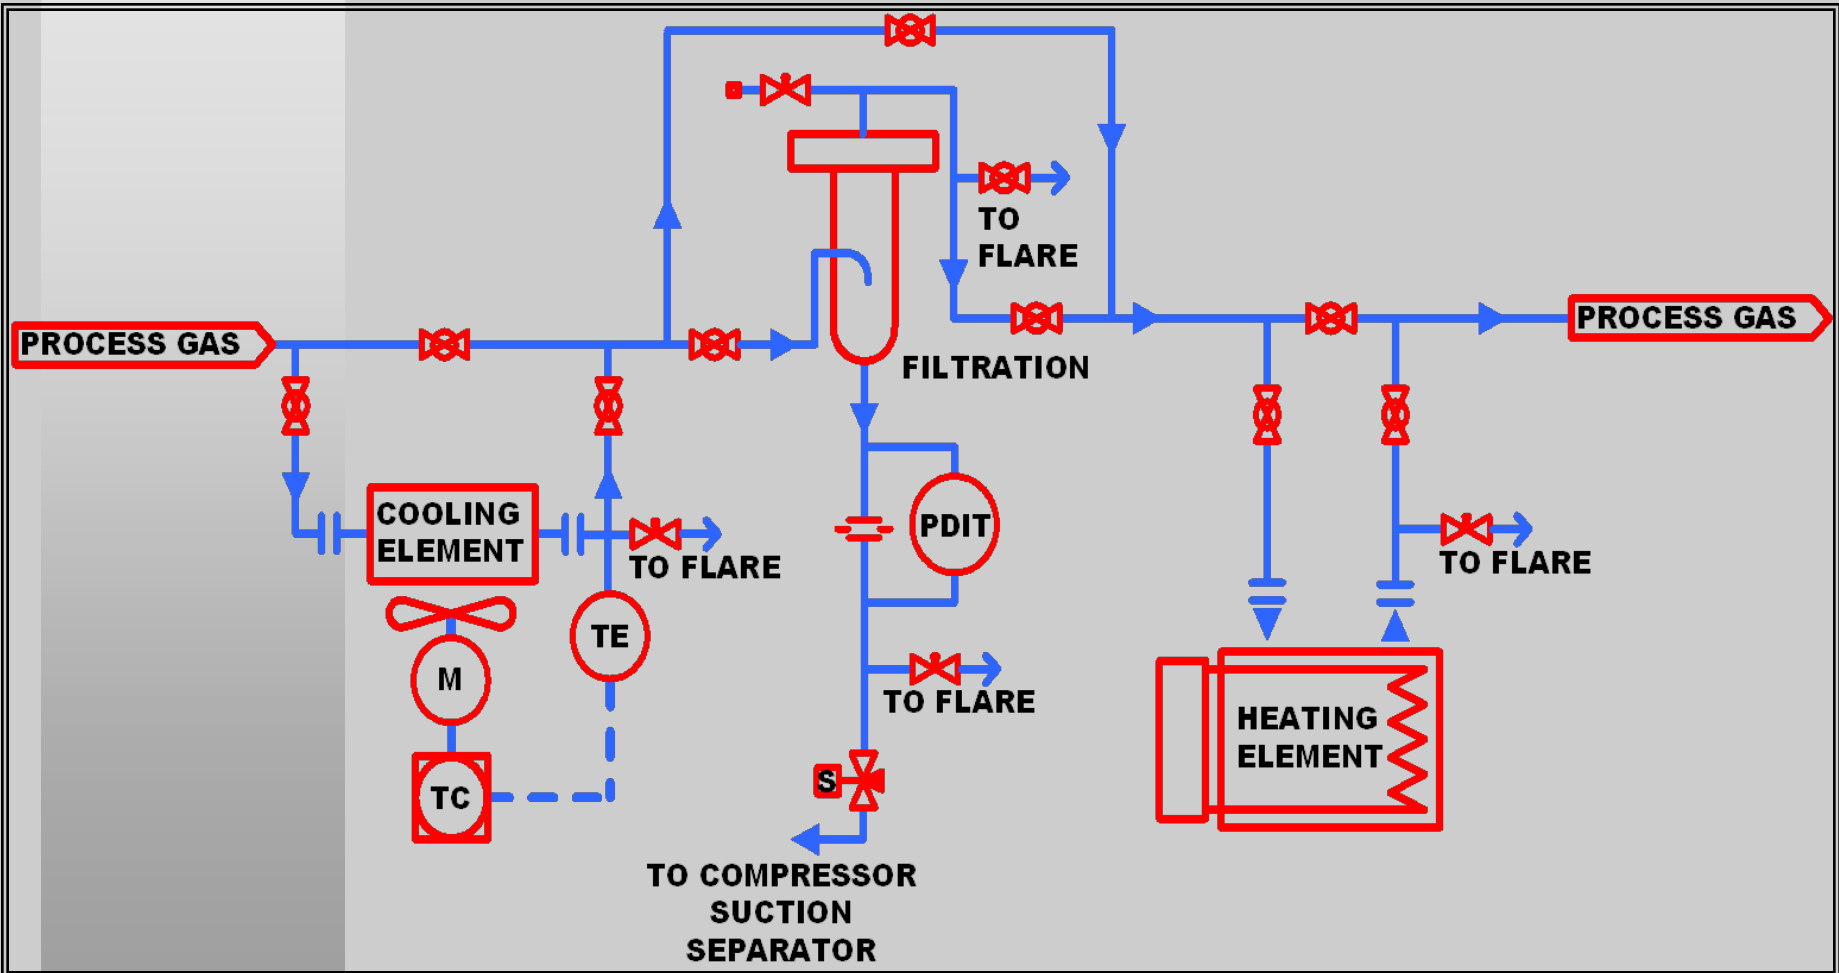 TO
FLARE
PROCESS GAS
PROCESS GAS
FILTRATION
COOLING
ELEMENT
TO FLARE
PDIT
TO FLARE
TE
M
TO FLARE
HEATING
ELEMENT
S
TC
TO COMPRESSOR
SUCTION
SEPARATOR